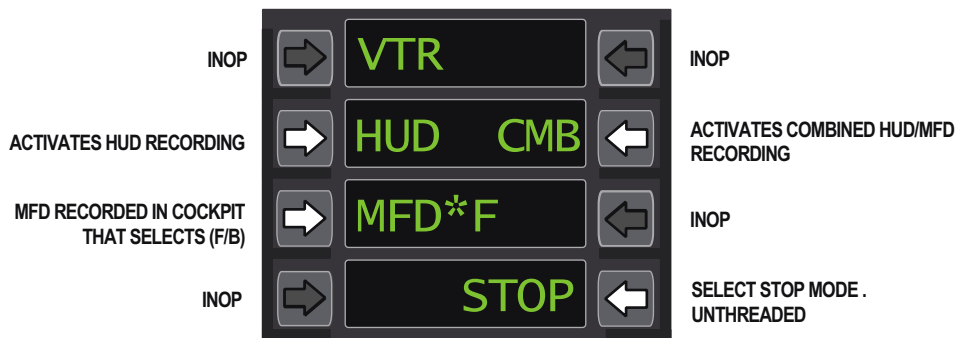 INOP
VTR
INOP
ACTIVATES HUD RECORDING
HUD CMB
ACTIVATES COMBINED HUD/MFD
RECORDING
MFD RECORDED IN COCKPIT
THAT SELECTS (F/B)
MFD*F
INOP
INOP
STOP
SELECT STOP MODE .
UNTHREADED